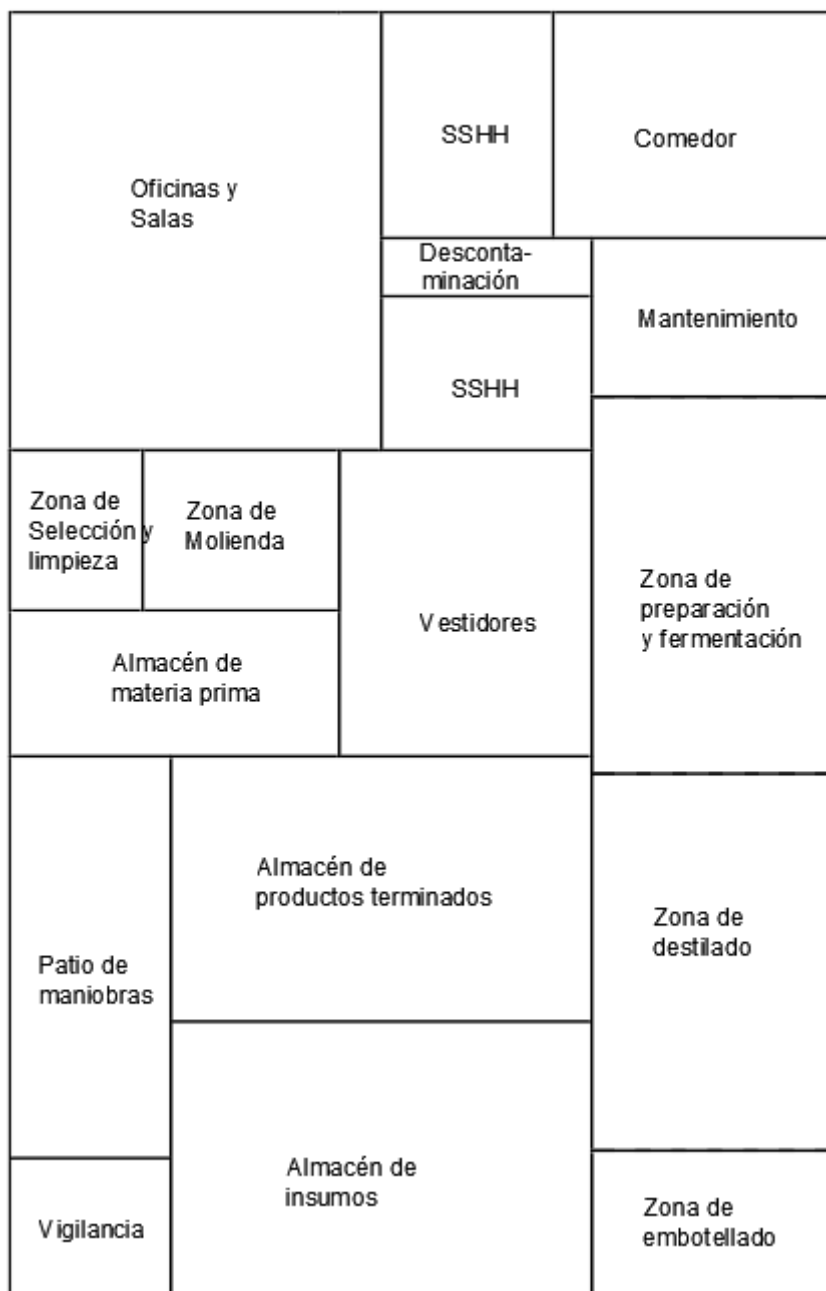 SSHH
Comedor
Oficinas y
Salas
Desconta-
minación
Mantenimiento
SSHH
Zona de
Selección y
limpieza
Zona de
Molienda
Vestidores
Zona de
preparación
y fermentación
Almacén de
materia prima
Almacén de
productos terminados
Zona de
destilado
Patio de
maniobras
Almacén de
insumos
Vigilancia
Zona de
embotellado